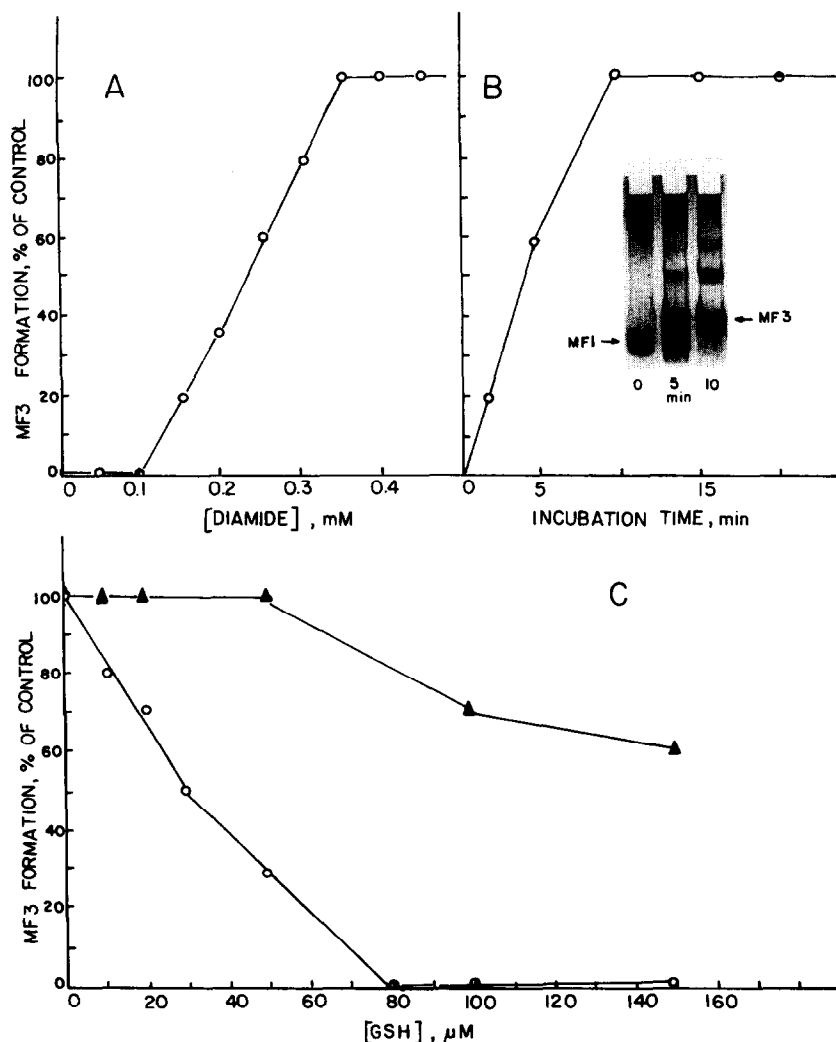 A
MF3 FORMATION, % OF CONTROL
100
80
60
40
20
0
0 0.1 0.2 0.3 0.4
[DIAMIDE] , mM
B
MF1
MF3
0 5 10
min
5 15
INCUBATION TIME, min
C
MF3 FORMATION, % OF CONTROL
100
80
60
40
20
0
0 20 40 60 80 100 120 140 160
[GSH] , μM